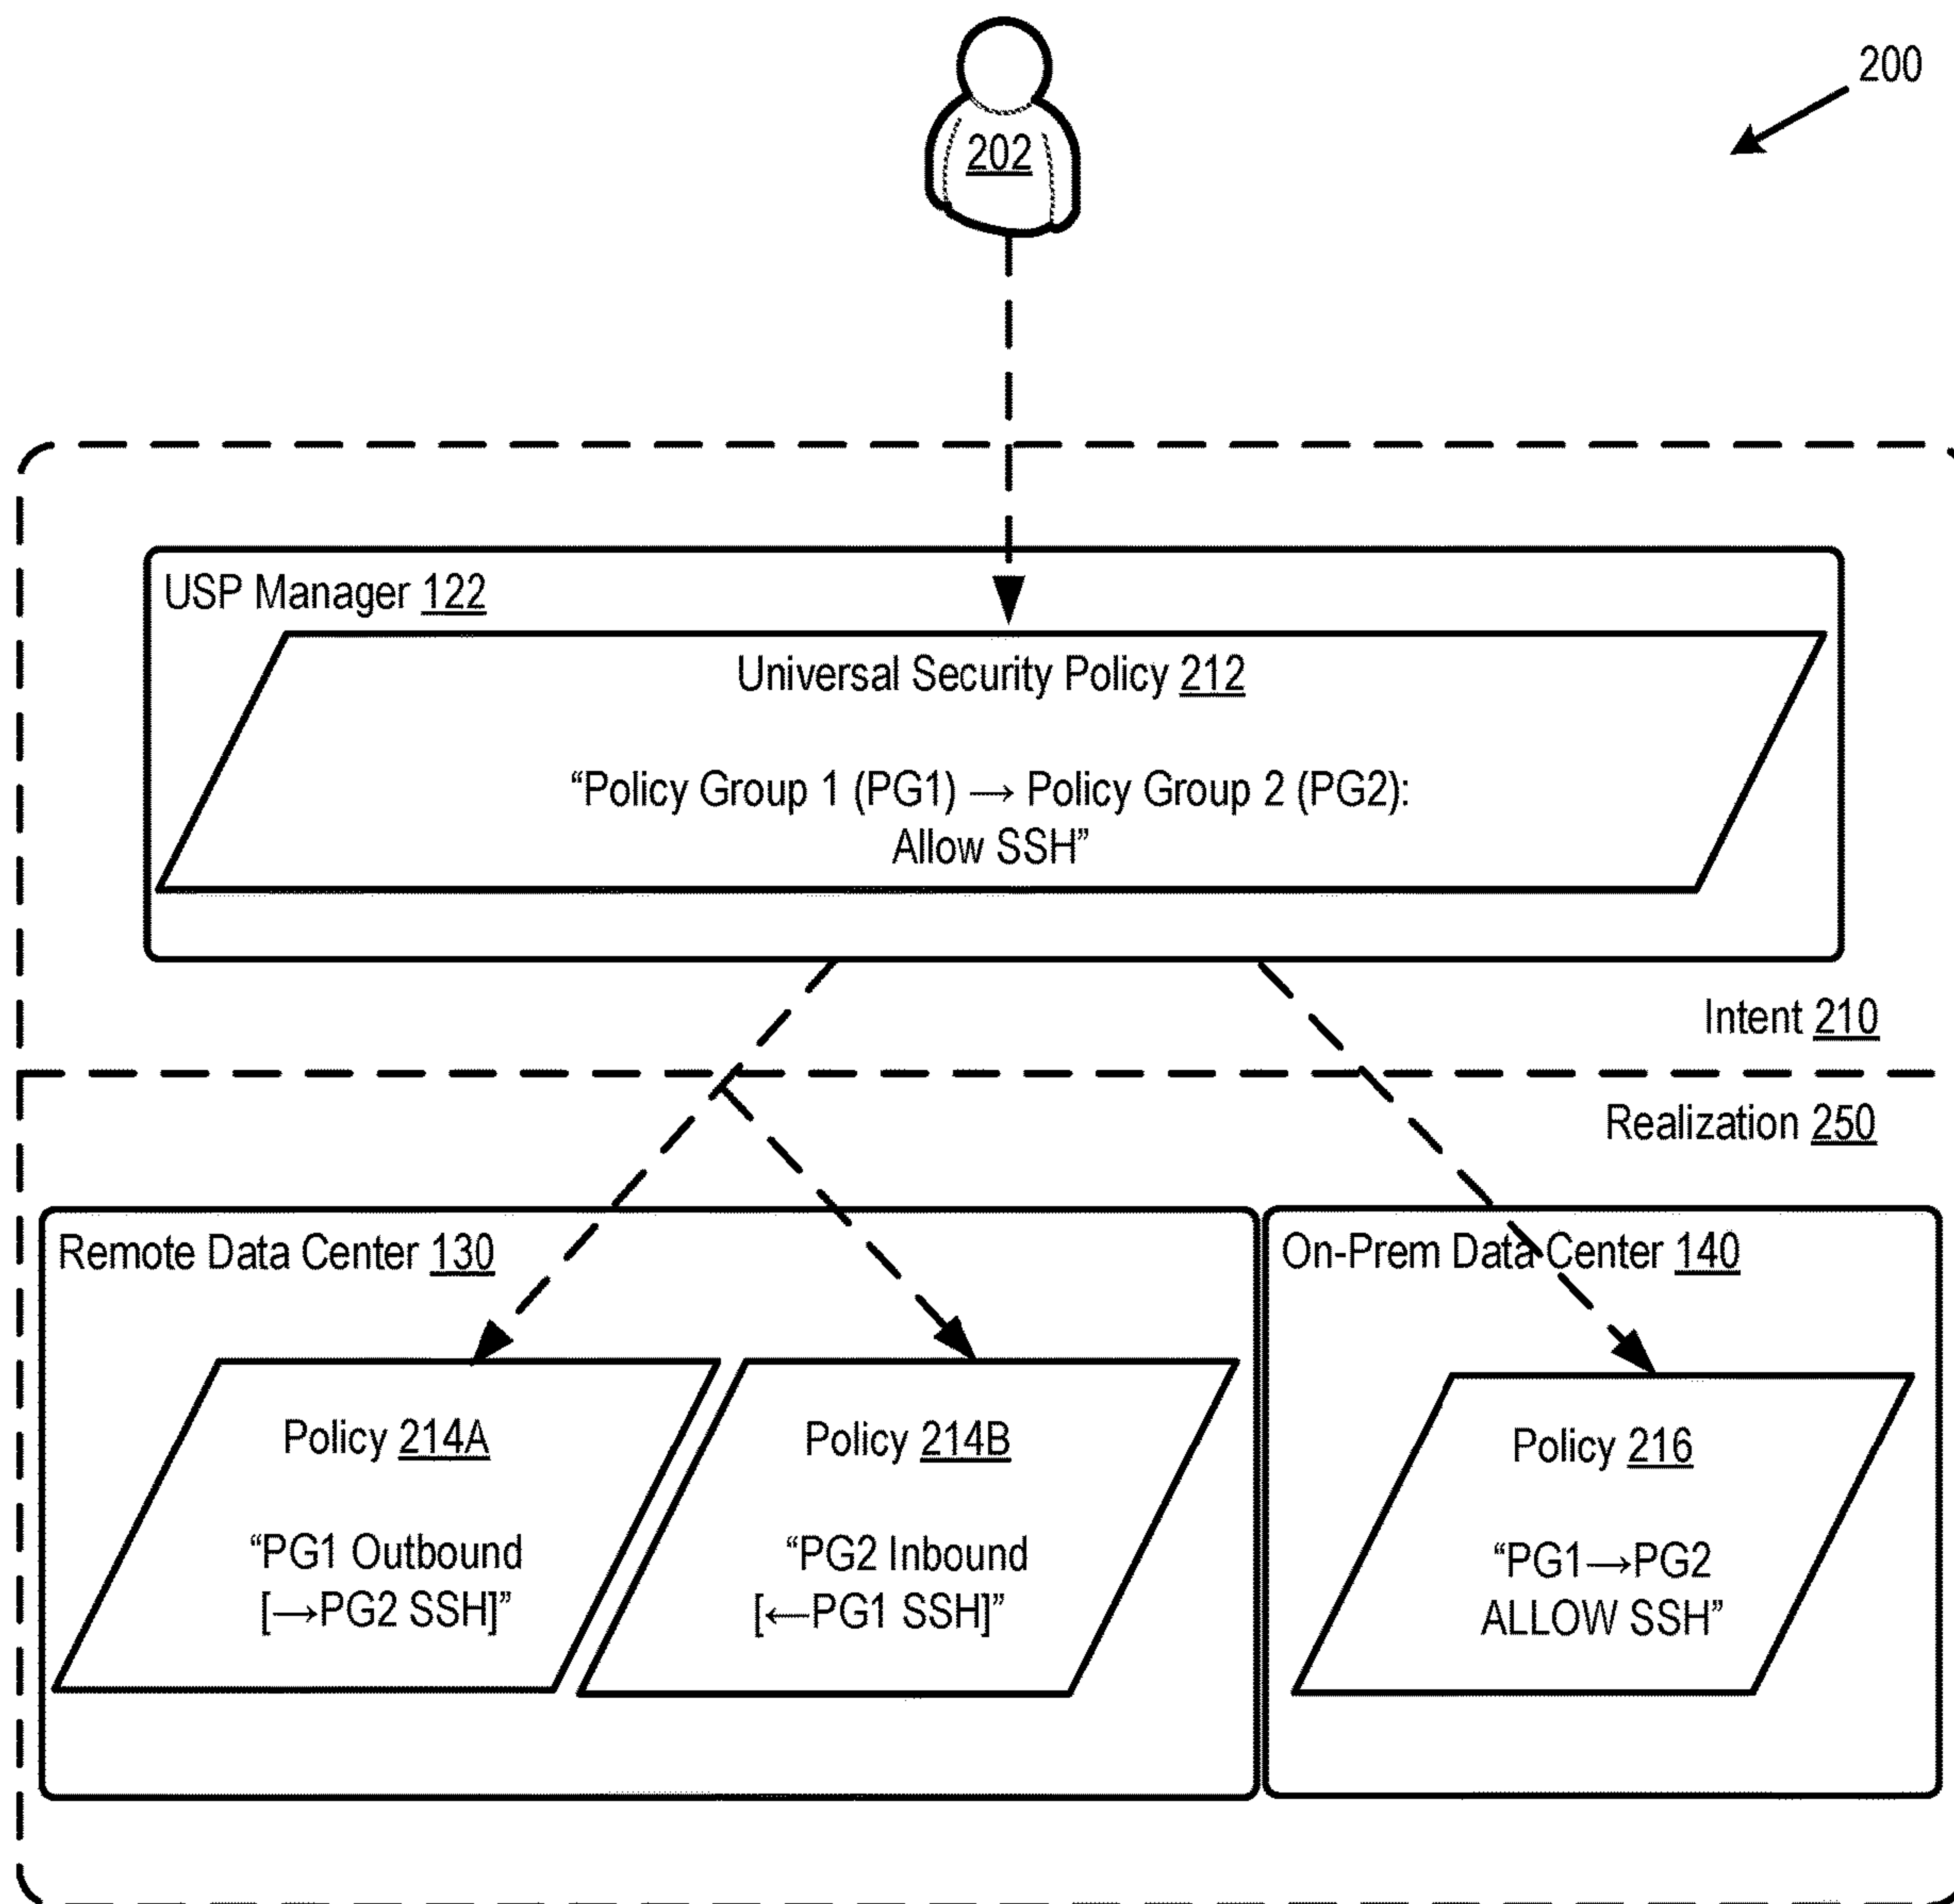 200
202
USP Manager 122
Universal Security Policy 212
“Policy Group 1 (PG1) → Policy Group 2 (PG2):
Allow SSH”
Intent 210
Realization 250
Remote Data Center 130
On-Prem Data Center 140
Policy 214A
“PG1 Outbound
[→PG2 SSH]”
Policy 214B
“PG2 Inbound
[←PG1 SSH]”
Policy 216
“PG1→PG2
ALLOW SSH”